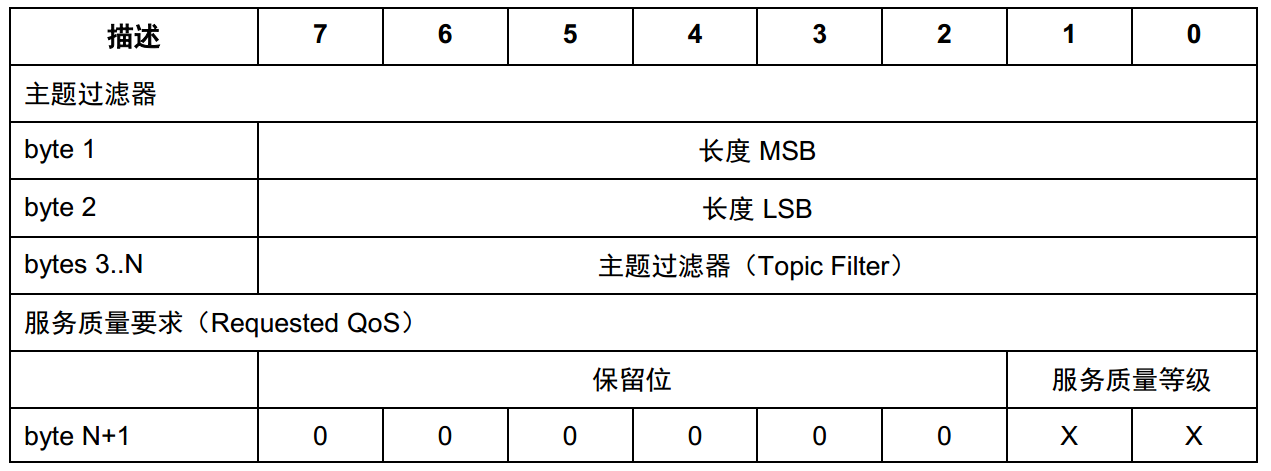 描述 7 6 5 4 3 2 1 0
主题过滤器
byte 1 长度 MSB
byte 2 长度 LSB
bytes 3..N 主题过滤器（Topic Filter）
服务质量要求（Requested QoS）
保留位 服务质量等级
byte N+1 0 0 0 0 0 0 X X